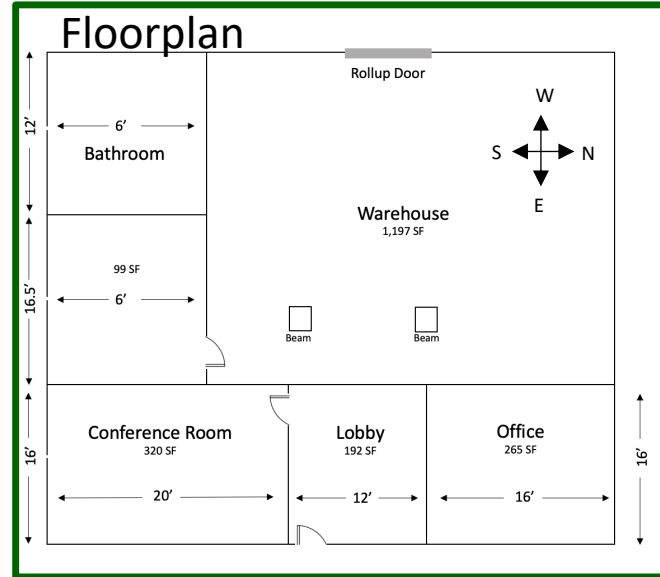 Floorplan
Rollup Door
W
S
N
E
12'
6'
Bathroom
Warehouse
1,197 SF
99 SF
16.5'
6'
Beam
Beam
Conference Room
320 SF
Lobby
192 SF
Office
265 SF
16'
20'
12'
16'
16'